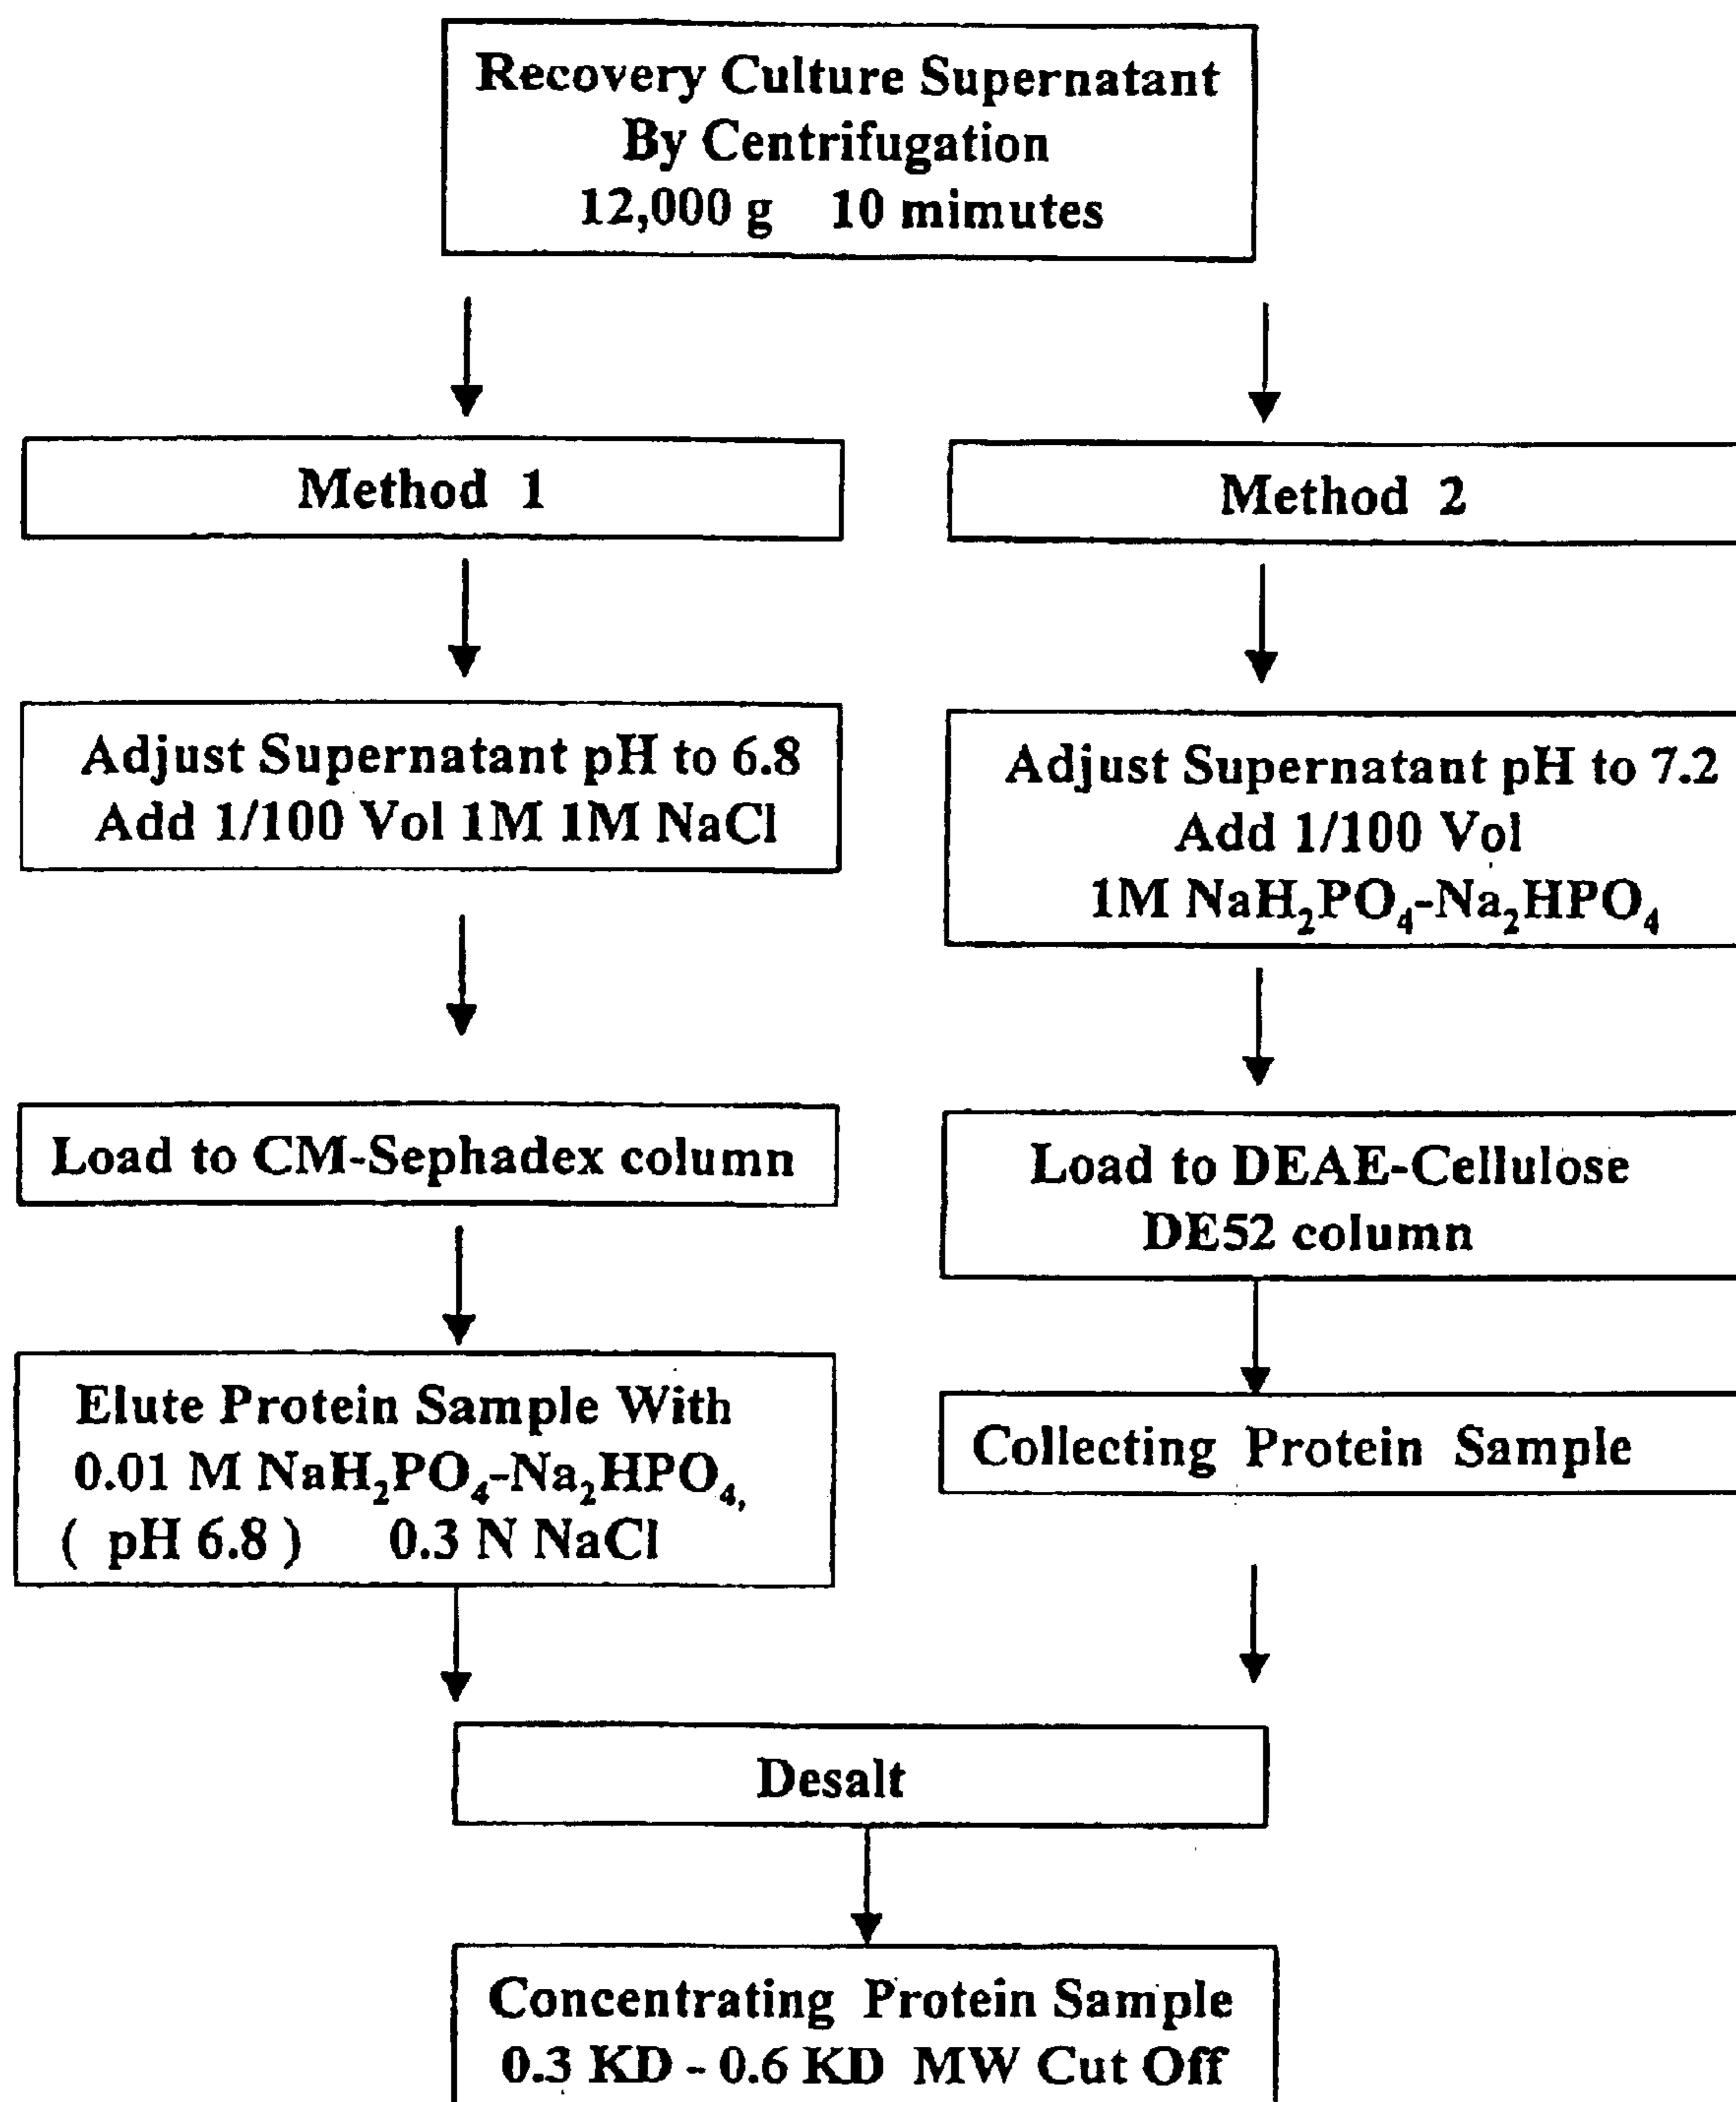 Recovery Culture Supernatant
By Centrifugation
12,000 g 10 mimutes
Method 1
Method 2
Adjust Supernatant pH to 6.8
Add 1/100 Vol 1M 1M NaCl
Adjust Supernatant pH to 7.2
Add 1/100 Vol
1M NaH₂PO₄-Na₂HPO₄
Load to CM-Sephadex column
Load to DEAE-Cellulose
DE52 column
Elute Protein Sample With
0.01 M NaH₂PO₄-Na₂HPO₄,
( pH 6.8 ) 0.3 N NaCl
Collecting Protein Sample
Desalt
Concentrating Protein Sample
0.3 KD - 0.6 KD MW Cut Off